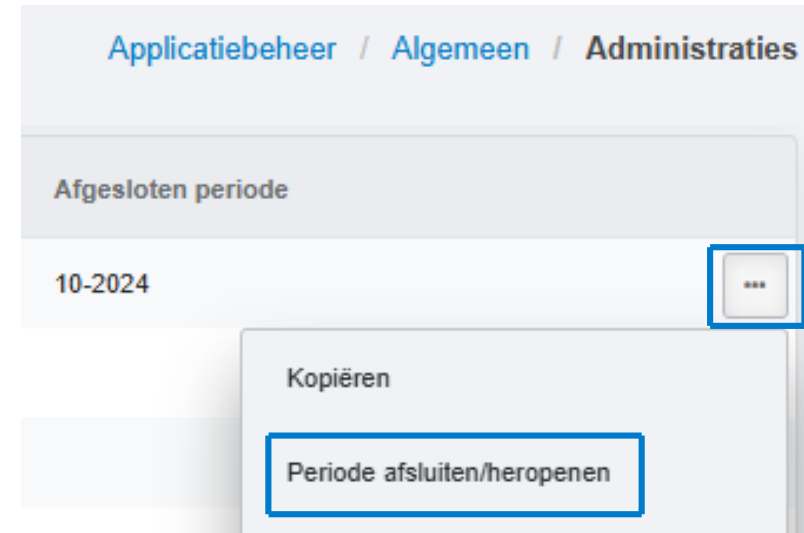 Applicatiebeheer / Algemeen / Administraties
Afgesloten periode
10-2024
Kopiëren
Periode afsluiten/heropenen